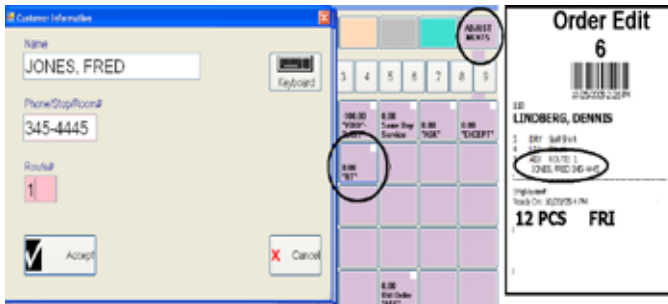 Customer Information
Name
JONES, FRED
Keyboard
Phone/Stop/Room#
345-4445
Route#
1
Accept
Cancel
ADJUST
MENTS
3 4 5 6 7 8 9
-100.00
0.00
Same Day
Service
0.00
"ASK"
0.00
"EXCEPT"
0.00
"RT"
0.00
Old Order
Order Edit
6
LINDBERG, DENNIS
ROUTE: 1
JONES, FRED 345-4445
12 PCS FRI